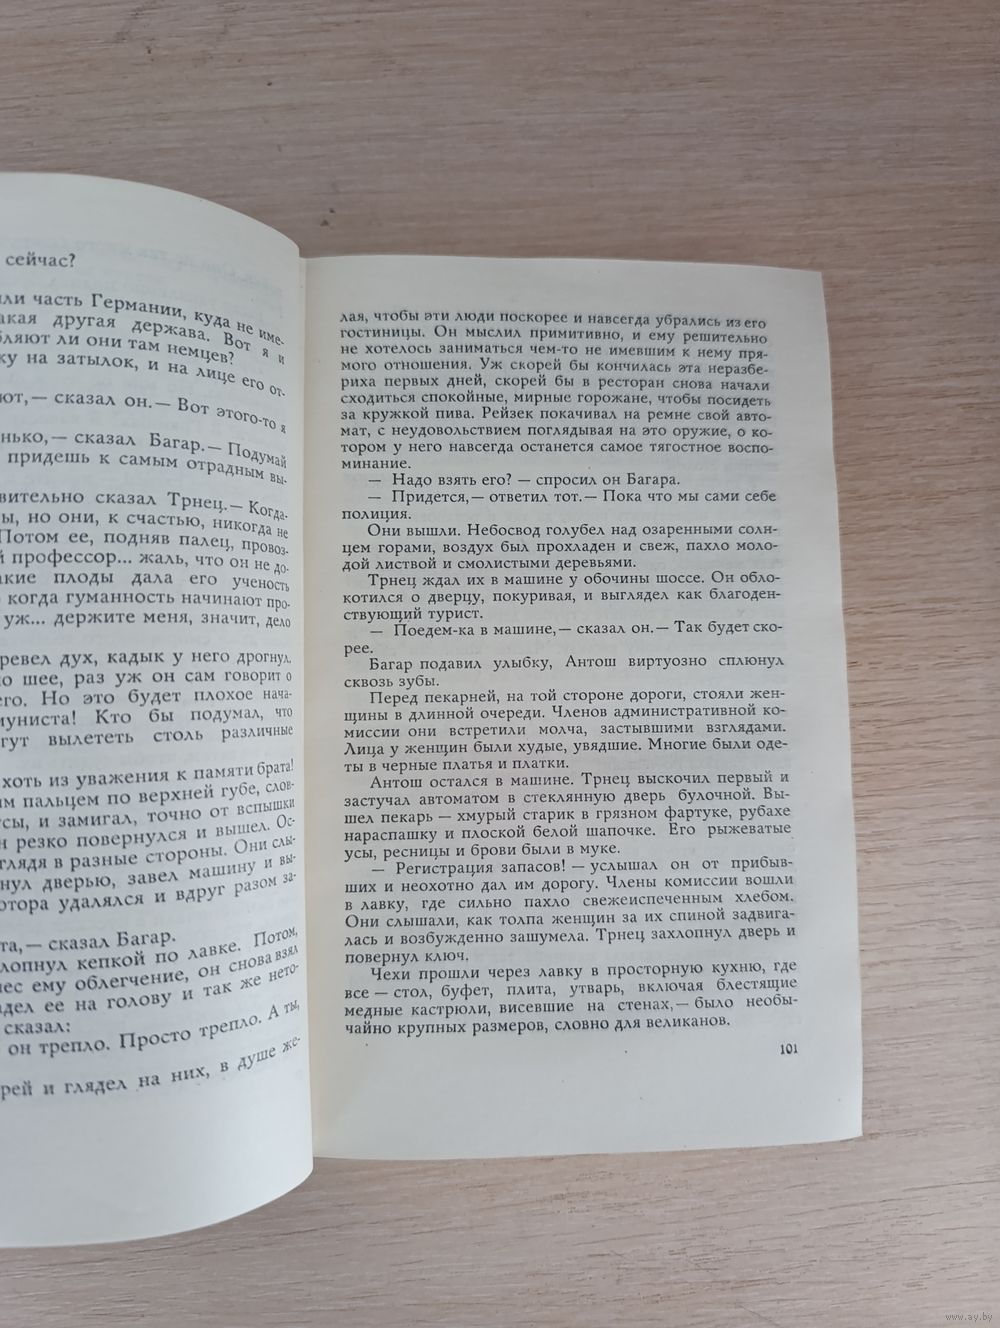 сейчас?
ли часть Германии, куда не име-
акая другая держава. Вот я и
ляют ли они там немцев?
ку на затылок, и на лице его от-
ют,— сказал он.— Вот этого-то я
нько,— сказал Багар.— Подумай
придешь к самым отрадным вы-
вительно сказал Трнец.— Когда-
ы, но они, к счастью, никогда не
Потом ее, подняв палец, провоз-
й профессор... жаль, что он не до-
акие плоды дала его ученость
когда гуманность начинают про-
уж... держите меня, значит, дело
ревел дух, кадык у него дрогнул.
о шее, раз уж он сам говорит о
его. Но это будет плохое нача-
муниста! Кто бы подумал, что
гут вылететь столь различные
хоть из уважения к памяти брата!
им пальцем по верхней губе, слов-
сы, и замигал, точно от вспышки
н резко повернулся и вышел. Ос-
глядя в разные стороны. Они слы-
нул дверью, завел машину и вы-
отора удалялся и вдруг разом за-
та,— сказал Багар.
лопнул кепкой по лавке. Потом,
нес ему облегчение, он снова взял
адел ее на голову и так же нето-
сказал:
он трепло. Просто трепло. А ты,
рей и глядел на них, в душе же-
лая, чтобы эти люди поскорее и навсегда убрались из его
гостиницы. Он мыслил примитивно, и ему решительно
не хотелось заниматься чем-то не имевшим к нему пря-
мого отношения. Уж скорей бы кончилась эта неразбе-
риха первых дней, скорей бы в ресторан снова начали
сходиться спокойные, мирные горожане, чтобы посидеть
за кружкой пива. Рейзек покачивал на ремне свой авто-
мат, с неудовольствием поглядывая на это оружие, о ко-
тором у него навсегда останется самое тягостное воспо-
минание.
— Надо взять его? — спросил он Багара.
— Придется,— ответил тот.— Пока что мы сами себе
полиция.
Они вышли. Небосвод голубел над озаренными солн-
цем горами, воздух был прохладен и свеж, пахло моло-
дой листвой и смолистыми деревьями.
Трнец ждал их в машине у обочины шоссе. Он обло-
котился о дверцу, покуривая, и выглядел как благоден-
ствующий турист.
— Поедем-ка в машине,— сказал он.— Так будет ско-
рее.
Багар подавил улыбку, Антош виртуозно сплюнул
сквозь зубы.
Перед пекарней, на той стороне дороги, стояли жен-
щины в длинной очереди. Членов административной ко-
миссии они встретили молча, застывшими взглядами.
Лица у женщин были худые, увядшие. Многие были оде-
ты в черные платья и платки.
Антош остался в машине. Трнец выскочил первый и
застучал автоматом в стеклянную дверь булочной. Вы-
шел пекарь — хмурый старик в грязном фартуке, рубахе
нараспашку и плоской белой шапочке. Его рыжеватые
усы, ресницы и брови были в муке.
— Регистрация запасов! — услышал он от прибыв-
ших и неохотно дал им дорогу. Члены комиссии вошли
в лавку, где сильно пахло свежеиспеченным хлебом.
Они слышали, как толпа женщин за их спиной задвига-
лась и возбужденно зашумела. Трнец захлопнул дверь и
повернул ключ.
Чехи прошли через лавку в просторную кухню, где
все — стол, буфет, плита, утварь, включая блестящие
медные кастрюли, висевшие на стенах,— было необы-
чайно крупных размеров, словно для великанов.
101
www.ay.by